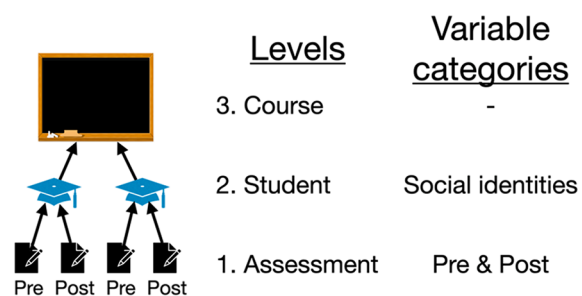 Levels
Variable
categories
3. Course
-
2. Student
Social identities
1. Assessment
Pre & Post
Pre Post Pre Post